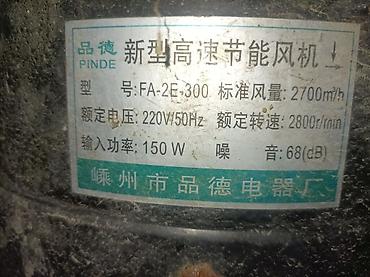 品德 新型高速节能风机
PINDE
型 号:FA-2E-300 标准风量:2700m/h
额定电压:220V/50Hz 额定转速:2800r/min
输入功率:150W 噪 音:68(dB)
嵊州市品德电器厂